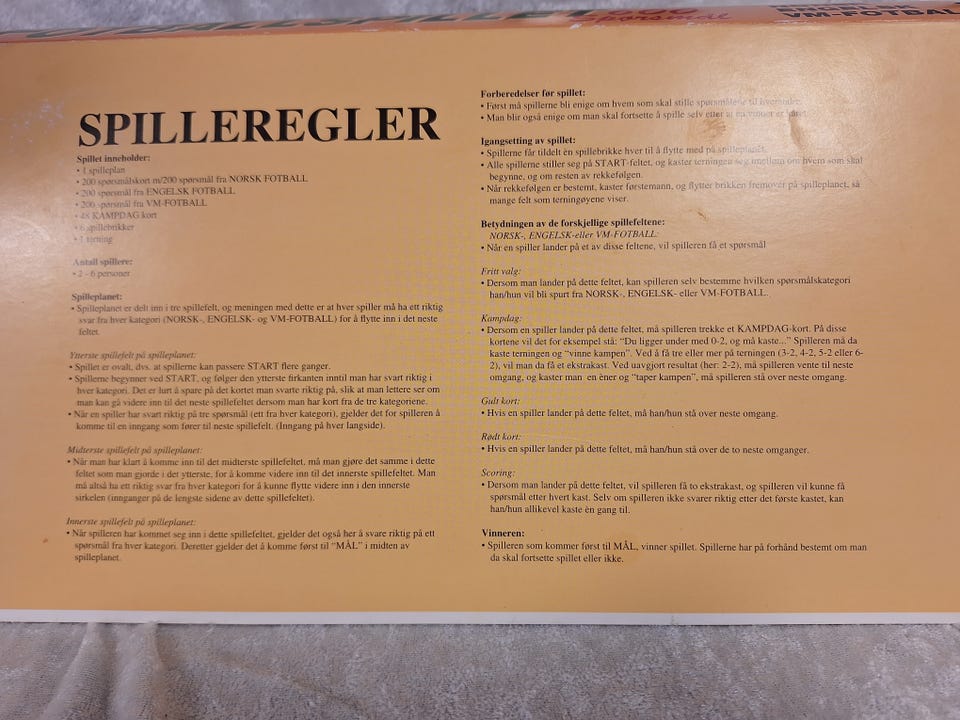 FOTBALLSPILLET
Spørsmål
ENGELSK
VM-FOTBALL
SPILLEREGLER
Spillet inneholder:
• 1 spilleplan
• 200 spørsmålskort m/200 spørsmål fra NORSK FOTBALL
• 200 spørsmål fra ENGELSK FOTBALL
• 200 spørsmål fra VM-FOTBALL
• 48 KAMPDAG kort
• 6 spillebrikker
• 1 terning
Antall spillere:
• 2 - 6 personer
Spilleplanet:
• Spilleplanet er delt inn i tre spillefelt, og meningen med dette er at hver spiller må ha ett riktig
svar fra hver kategori (NORSK-, ENGELSK- og VM-FOTBALL) for å flytte inn i det neste
feltet.
Ytterste spillefelt på spilleplanet:
• Spillet er ovalt, dvs. at spillerne kan passere START flere ganger.
• Spillerne begynner ved START, og følger den ytterste firkanten inntil man har svart riktig i
hver kategori. Det er lurt å spare på det kortet man svarte riktig på, slik at man lettere ser om
man kan gå videre inn til det neste spillefeltet dersom man har kort fra de tre kategoriene.
• Når en spiller har svart riktig på tre spørsmål (ett fra hver kategori), gjelder det for spilleren å
komme til en inngang som fører til neste spillefelt. (Inngang på hver langside).
Midterste spillefelt på spilleplanet:
• Når man har klart å komme inn til det midterste spillefeltet, må man gjøre det samme i dette
feltet som man gjorde i det ytterste, for å komme videre inn til det innerste spillefeltet. Man
må altså ha ett riktig svar fra hver kategori for å kunne flytte videre inn i den innerste
sirkelen (innganger på de lengste sidene av dette spillefeltet).
Innerste spillefelt på spilleplanet:
• Når spilleren har kommet seg inn i dette spillefeltet, gjelder det også her å svare riktig på ett
spørsmål fra hver kategori. Deretter gjelder det å komme først til "MÅL" i midten av
spilleplanet.
Forberedelser før spillet:
• Først må spillerne bli enige om hvem som skal stille spørsmålene til hverandre.
• Man blir også enige om man skal fortsette å spille selv etter at en vinner er kåret.
Igangsetting av spillet:
• Spillerne får tildelt èn spillebrikke hver til å flytte med på spilleplanet.
• Alle spillerne stiller seg på START-feltet, og kaster terningen seg imellom om hvem som skal
begynne, og om resten av rekkefølgen.
• Når rekkefølgen er bestemt, kaster førstemann, og flytter brikken fremover på spilleplanet, så
mange felt som terningøyene viser.
Betydningen av de forskjellige spillefeltene:
NORSK-, ENGELSK-eller VM-FOTBALL:
• Når en spiller lander på et av disse feltene, vil spilleren få et spørsmål
Fritt valg:
• Dersom man lander på dette feltet, kan spilleren selv bestemme hvilken spørsmålskategori
han/hun vil bli spurt fra NORSK-, ENGELSK- eller VM-FOTBALL.
Kampdag:
• Dersom en spiller lander på dette feltet, må spilleren trekke et KAMPDAG-kort. På disse
kortene vil det for eksempel stå: "Du ligger under med 0-2, og må kaste..." Spilleren må da
kaste terningen og "vinne kampen". Ved å få tre eller mer på terningen (3-2, 4-2, 5-2 eller 6-
2), vil man da få et ekstrakast. Ved uavgjort resultat (her: 2-2), må spilleren vente til neste
omgang, og kaster man en èner og "taper kampen", må spilleren stå over neste omgang.
Gult kort:
• Hvis en spiller lander på dette feltet, må han/hun stå over neste omgang.
Rødt kort:
• Hvis en spiller lander på dette feltet, må han/hun stå over de to neste omganger.
Scoring:
• Dersom man lander på dette feltet, vil spilleren få to ekstrakast, og spilleren vil kunne få
spørsmål etter hvert kast. Selv om spilleren ikke svarer riktig etter det første kastet, kan
han/hun allikevel kaste èn gang til.
Vinneren:
• Spilleren som kommer først til MÅL, vinner spillet. Spillerne har på forhånd bestemt om man
da skal fortsette spillet eller ikke.